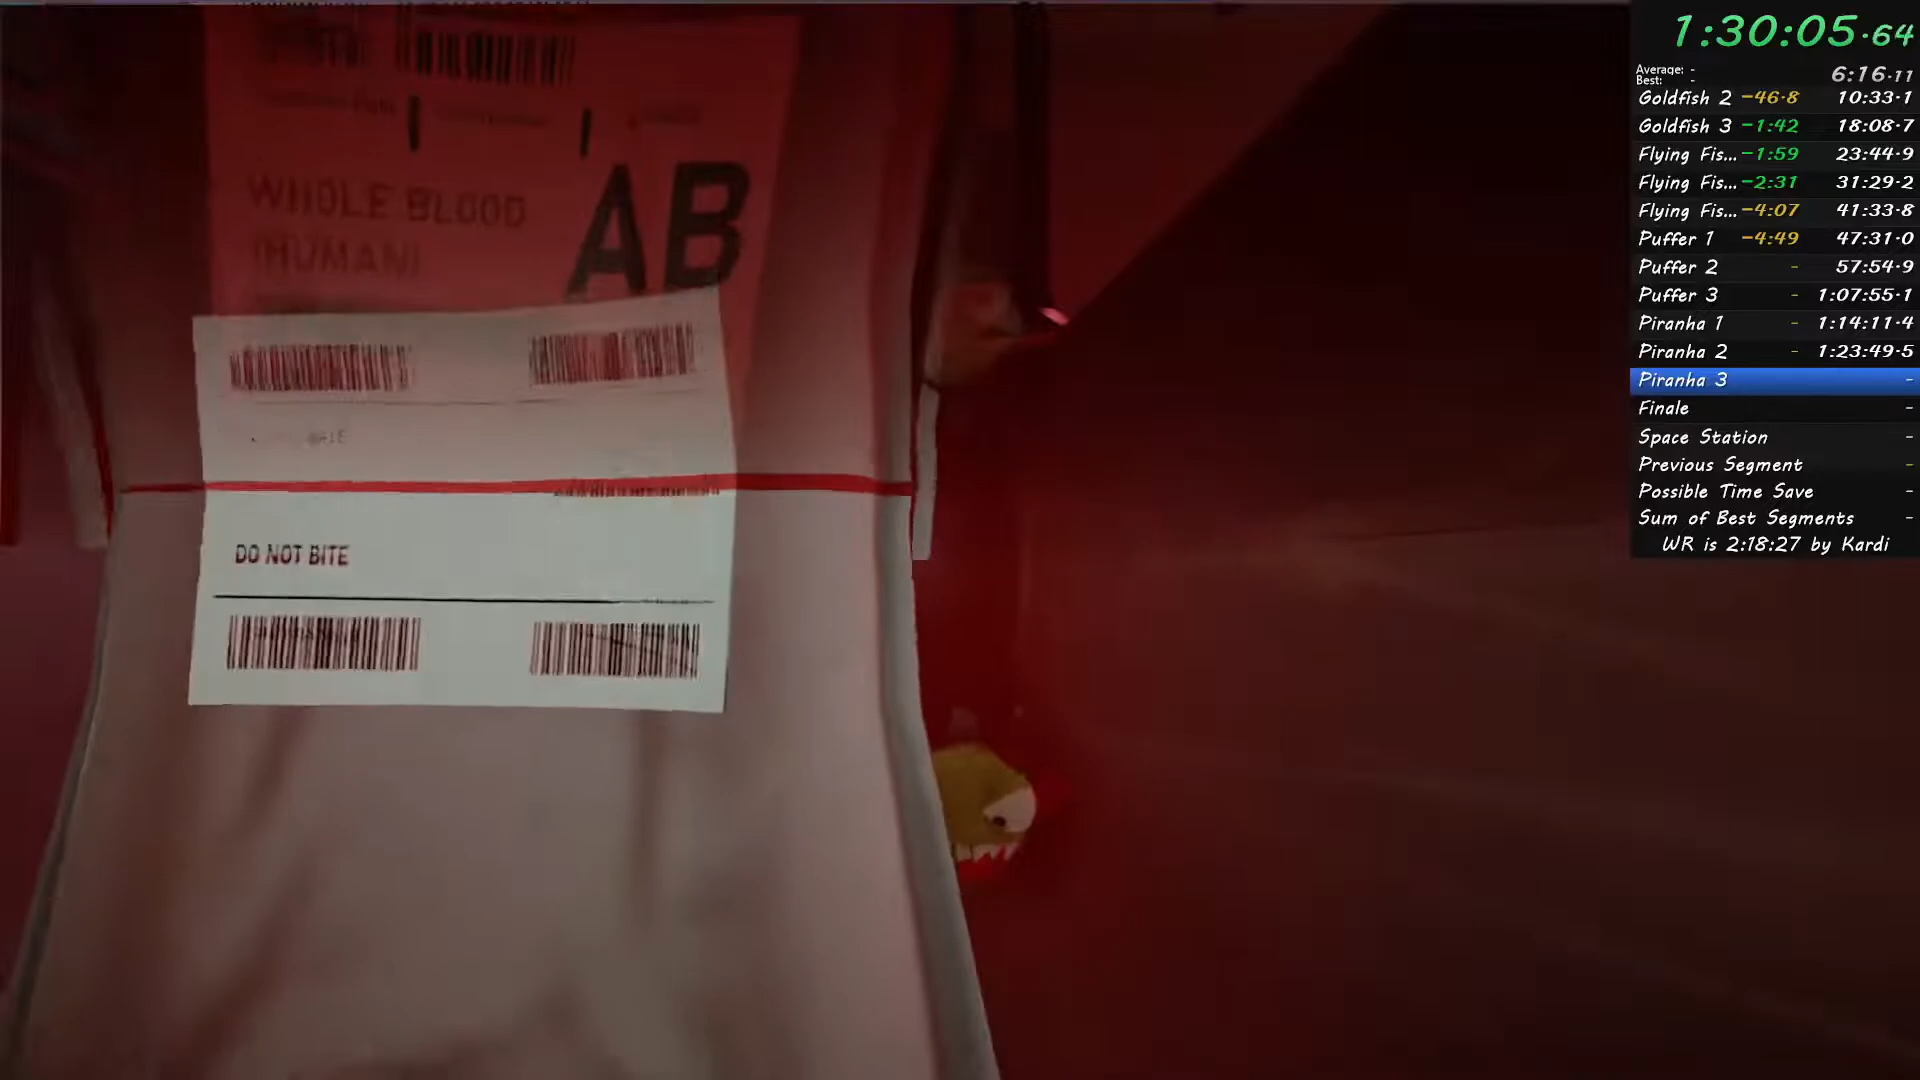 1:30:05.64
Average: -
Best: -
6:16.11
Goldfish 2 -46.8 10:33.1
Goldfish 3 -1:42 18:08.7
Flying Fis... -1:59 23:44.9
Flying Fis... -2:31 31:29.2
Flying Fis... -4:07 41:33.8
Puffer 1 -4:49 47:31.0
Puffer 2 - 57:54.9
Puffer 3 - 1:07:55.1
Piranha 1 - 1:14:11.4
Piranha 2 - 1:23:49.5
Piranha 3 -
Finale -
Space Station -
Previous Segment -
Possible Time Save -
Sum of Best Segments -
WR is 2:18:27 by Kardi
WHOLE BLOOD
(HUMAN)
AB
DO NOT BITE